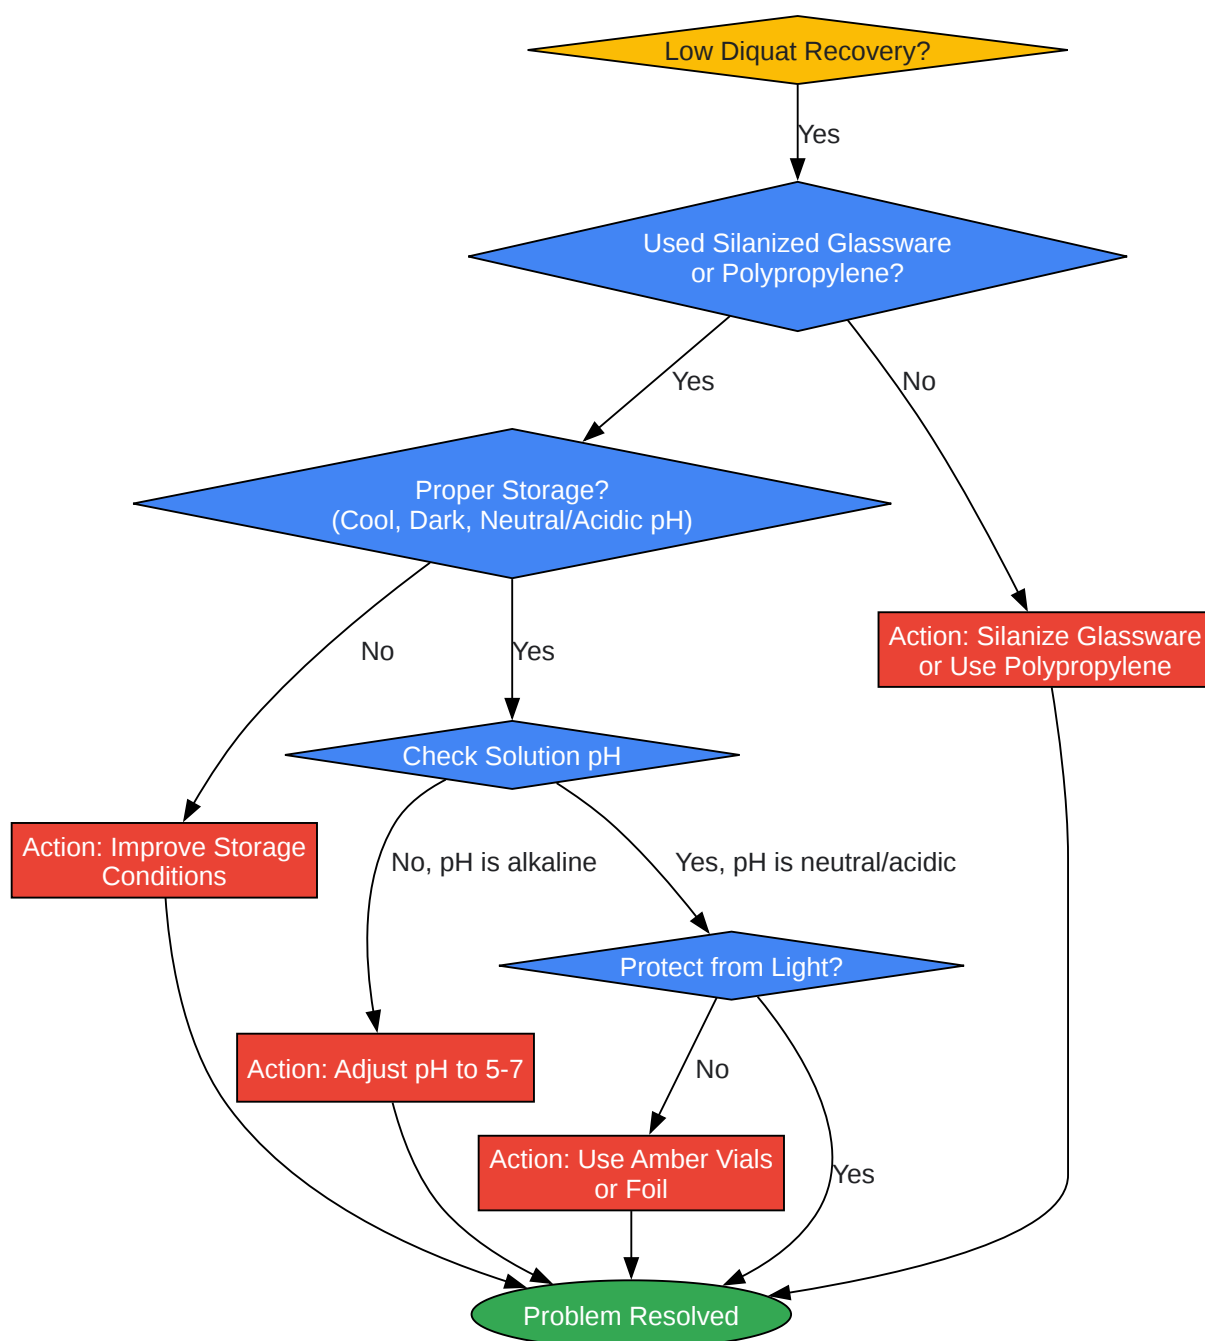 Low Diquat Recovery?
Yes
Used Silanized Glassware
or Polypropylene?
Yes
No
Proper Storage?
(Cool, Dark, Neutral/Acidic pH)
Action: Silanize Glassware
or Use Polypropylene
No
Yes
Check Solution pH
Action: Improve Storage
Conditions
No, pH is alkaline
Yes, pH is neutral/acidic
Protect from Light?
Action: Adjust pH to 5-7
No
Action: Use Amber Vials
or Foil
Yes
Problem Resolved